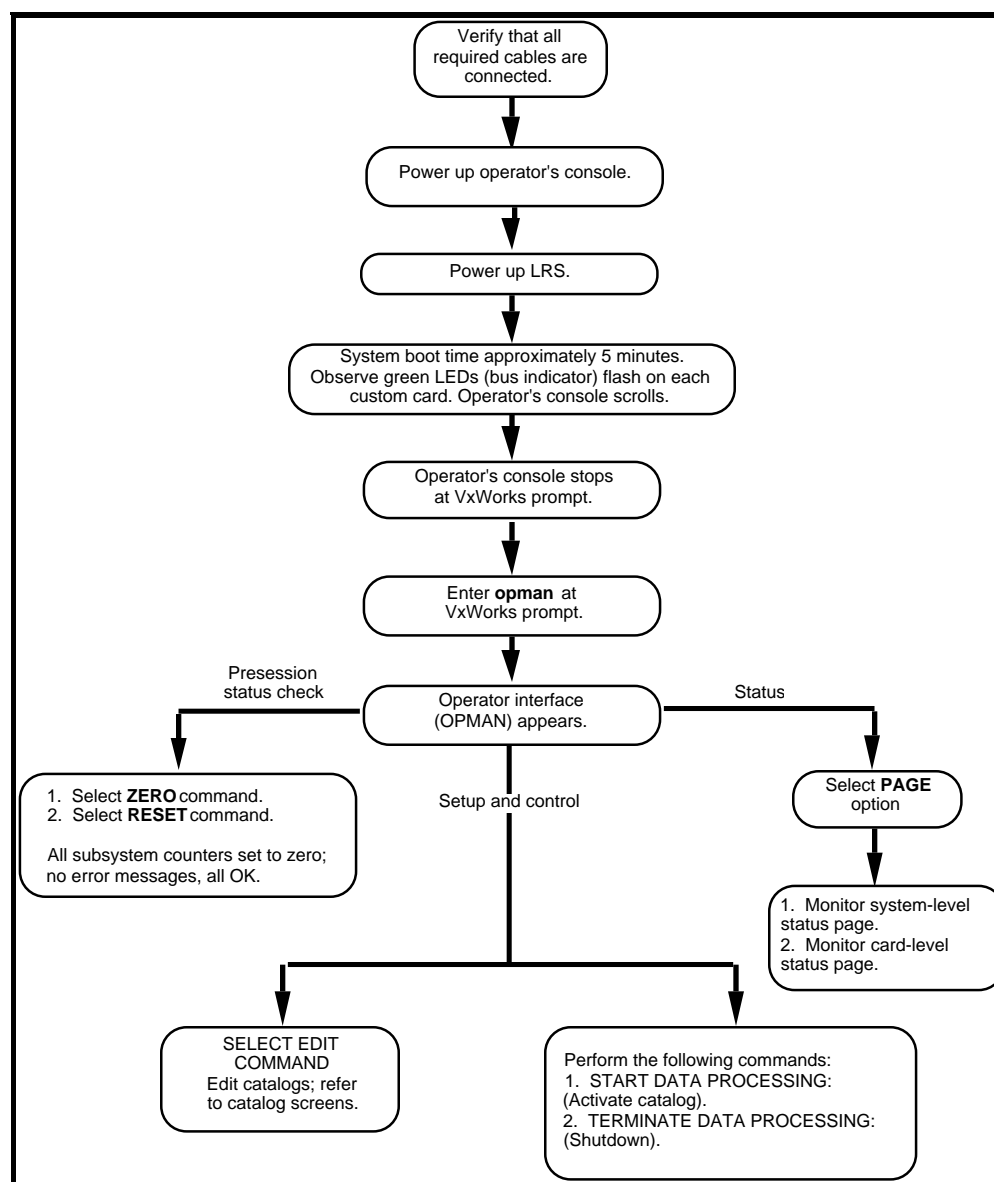 Verify that all
required cables are
connected.
Power up operator's console.
Power up LRS.
System boot time approximately 5 minutes.
Observe green LEDs (bus indicator) flash on each
custom card. Operator's console scrolls.
Operator's console stops
at VxWorks prompt.
Enter opman at
VxWorks prompt.
Presession
status check
Operator interface
(OPMAN) appears.
Status
1. Select ZERO command.
2. Select RESET command.
All subsystem counters set to zero;
no error messages, all OK.
Setup and control
Select PAGE
option
1. Monitor system-level
status page.
2. Monitor card-level
status page.
SELECT EDIT
COMMAND
Edit catalogs; refer
to catalog screens.
Perform the following commands:
1. START DATA PROCESSING:
(Activate catalog).
2. TERMINATE DATA PROCESSING:
(Shutdown).